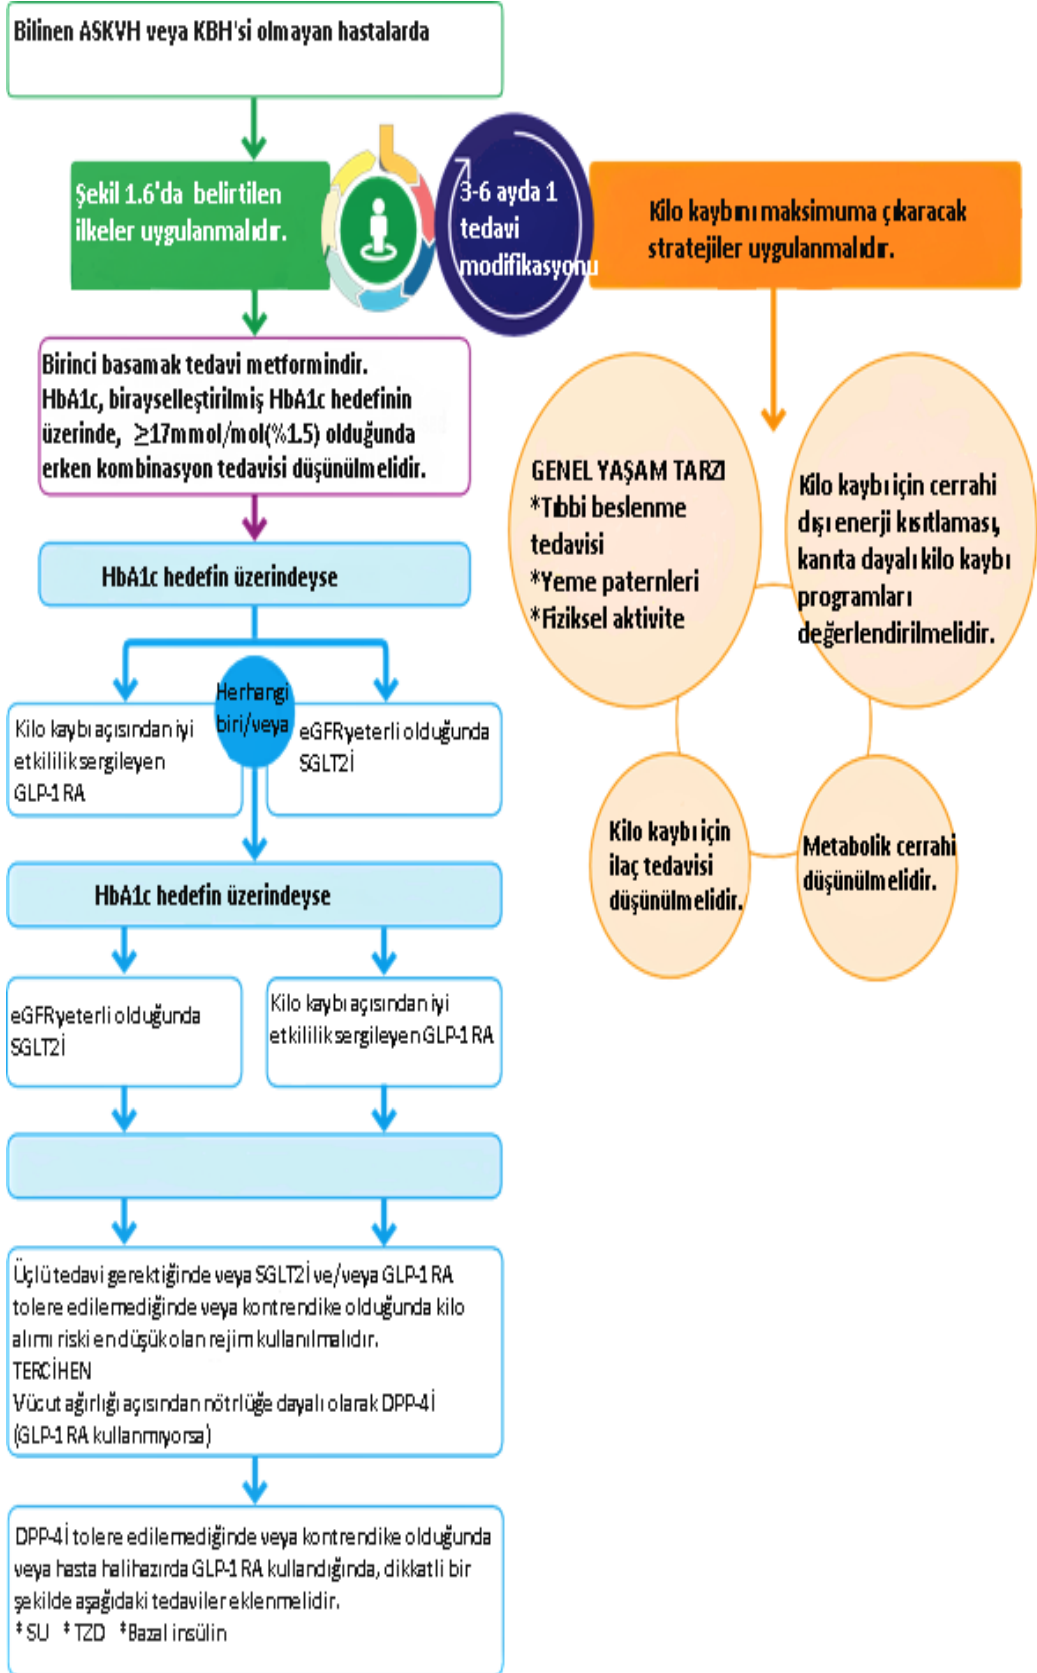 Bilinen ASKVH veya KBH'si olmayan hastalarda
Şekil 1.6'da belirtilen
ilkeler uygulanmalıdır.
3-6 ayda 1
tedavi
modifikasyonu
Kilo kaybını maksimuma çıkaracak
stratejiler uygulanmalıdır.
Birinci basamak tedavi metformindir.
HbA1c, birayselleştirilmiş HbA1c hedefinin
üzerinde, ≥17mmol/mol(%1.5) olduğunda
erken kombinasyon tedavisi düşünülmelidir.
HbA1c hedefin üzerindeyse
Herhangi
biri/veya
Kilo kaybı açısından iyi
etkililik sergileyen
GLP-1 RA
eGFR yeterli olduğunda
SGLT2İ
HbA1c hedefin üzerindeyse
eGFR yeterli olduğunda
SGLT2İ
Kilo kaybı açısından iyi
etkililik sergileyen GLP-1 RA
Üçlü tedavi gerektiğinde veya SGLT2İ ve/veya GLP-1 RA
tolere edilemediğinde veya kontrendike olduğunda kilo
alımı riski en düşük olan rejim kullanılmalıdır.
TERCİHEN
Vücut ağırlığı açısından nötrlüğe dayalı olarak DPP-4İ
(GLP-1 RA kullanmıyorsa)
DPP-4İ tolere edilemediğinde veya kontrendike olduğunda
veya hasta halihazırda GLP-1 RA kullandığında, dikkatli bir
şekilde aşağıdaki tedaviler eklenmelidir.
*SU *TZD *Bazal insülin
GENEL YAŞAM TARZI
*Tıbbi beslenme
tedavisi
*Yeme paternleri
*Fiziksel aktivite
Kilo kaybı için cerrahi
dışı enerji kısıtlaması,
kanıta dayalı kilo kaybı
programları
değerlendirilmelidir.
Kilo kaybı için
ilaç tedavisi
düşünülmelidir.
Metabolik cerrahi
düşünülmelidir.